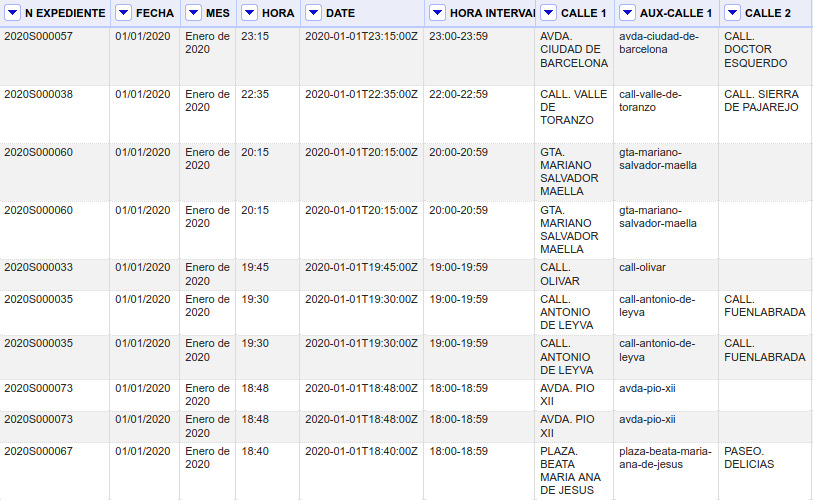 N EXPEDIENTE FECHA MES HORA DATE HORA INTERVAL CALLE 1 AUX-CALLE 1 CALLE 2
2020S000057 01/01/2020 Enero de 23:15 2020-01-01T23:15:00Z 23:00-23:59 AVDA. avda-ciudad-de- CALL.
2020 CIUDAD DE barcelona DOCTOR
BARCELONA ESQUERDO
2020S000038 01/01/2020 Enero de 22:35 2020-01-01T22:35:00Z 22:00-22:59 CALL. VALLE call-valle-de- CALL. SIERRA
2020 DE toranzo DE PAJAREJO
TORANZO
2020S000060 01/01/2020 Enero de 20:15 2020-01-01T20:15:00Z 20:00-20:59 GTA. gta-mariano-
2020 MARIANO salvador-maella
SALVADOR
MAELLA
2020S000060 01/01/2020 Enero de 20:15 2020-01-01T20:15:00Z 20:00-20:59 GTA. gta-mariano-
2020 MARIANO salvador-maella
SALVADOR
MAELLA
2020S000033 01/01/2020 Enero de 19:45 2020-01-01T19:45:00Z 19:00-19:59 CALL. call-olivar
2020 OLIVAR
2020S000035 01/01/2020 Enero de 19:30 2020-01-01T19:30:00Z 19:00-19:59 CALL. call-antonio-de- CALL.
2020 ANTONIO leyva FUENLABRADA
DE LEYVA
2020S000035 01/01/2020 Enero de 19:30 2020-01-01T19:30:00Z 19:00-19:59 CALL. call-antonio-de- CALL.
2020 ANTONIO leyva FUENLABRADA
DE LEYVA
2020S000073 01/01/2020 Enero de 18:48 2020-01-01T18:48:00Z 18:00-18:59 AVDA. PIO avda-pio-xii
2020 XII
2020S000073 01/01/2020 Enero de 18:48 2020-01-01T18:48:00Z 18:00-18:59 AVDA. PIO avda-pio-xii
2020 XII
2020S000067 01/01/2020 Enero de 18:40 2020-01-01T18:40:00Z 18:00-18:59 PLAZA. plaza-beata-maria- PASEO.
2020 BEATA ana-de-jesus DELICIAS
MARIA ANA
DE JESUS